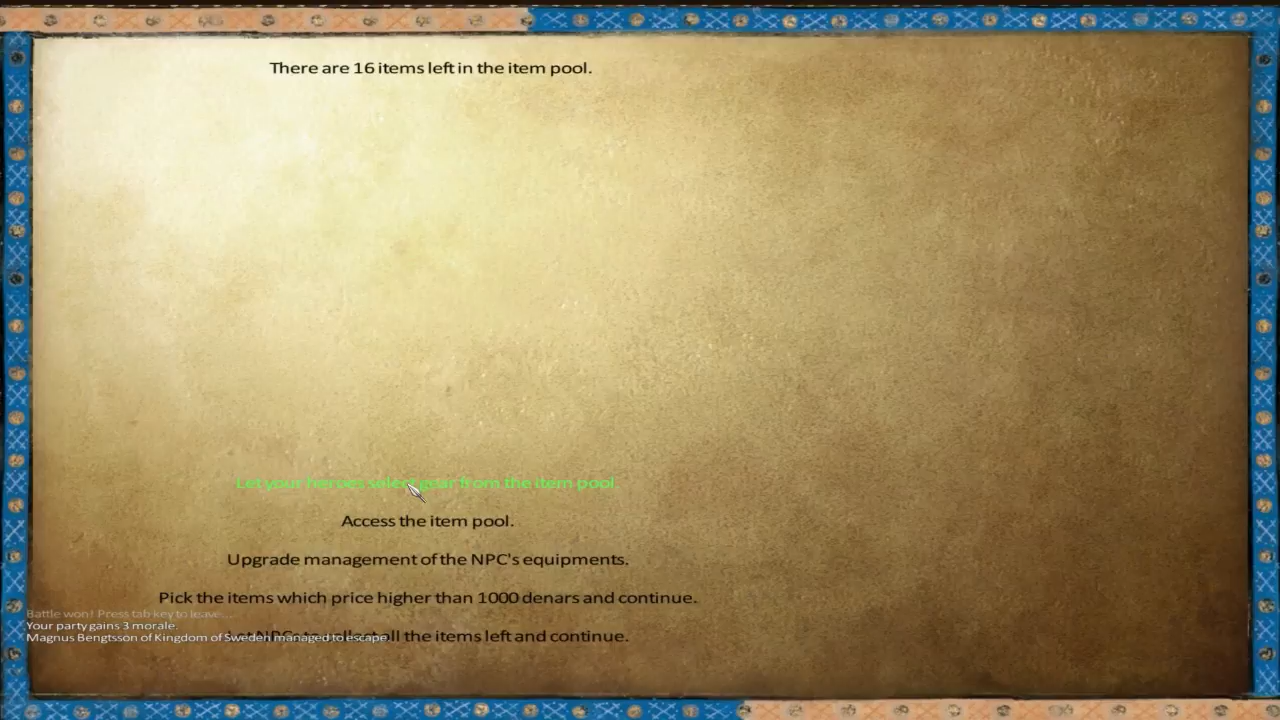 There are 16 items left in the item pool.
Let your heroes select gear from the item pool.
Access the item pool.
Upgrade management of the NPC's equipments.
Pick the items which price higher than 1000 denars and continue.
Battle won! Press tab key to leave...
Your party gains 3 morale.
all the items left and continue.
Magnus Bengtsson of Kingdom of Sweden managed to escape.